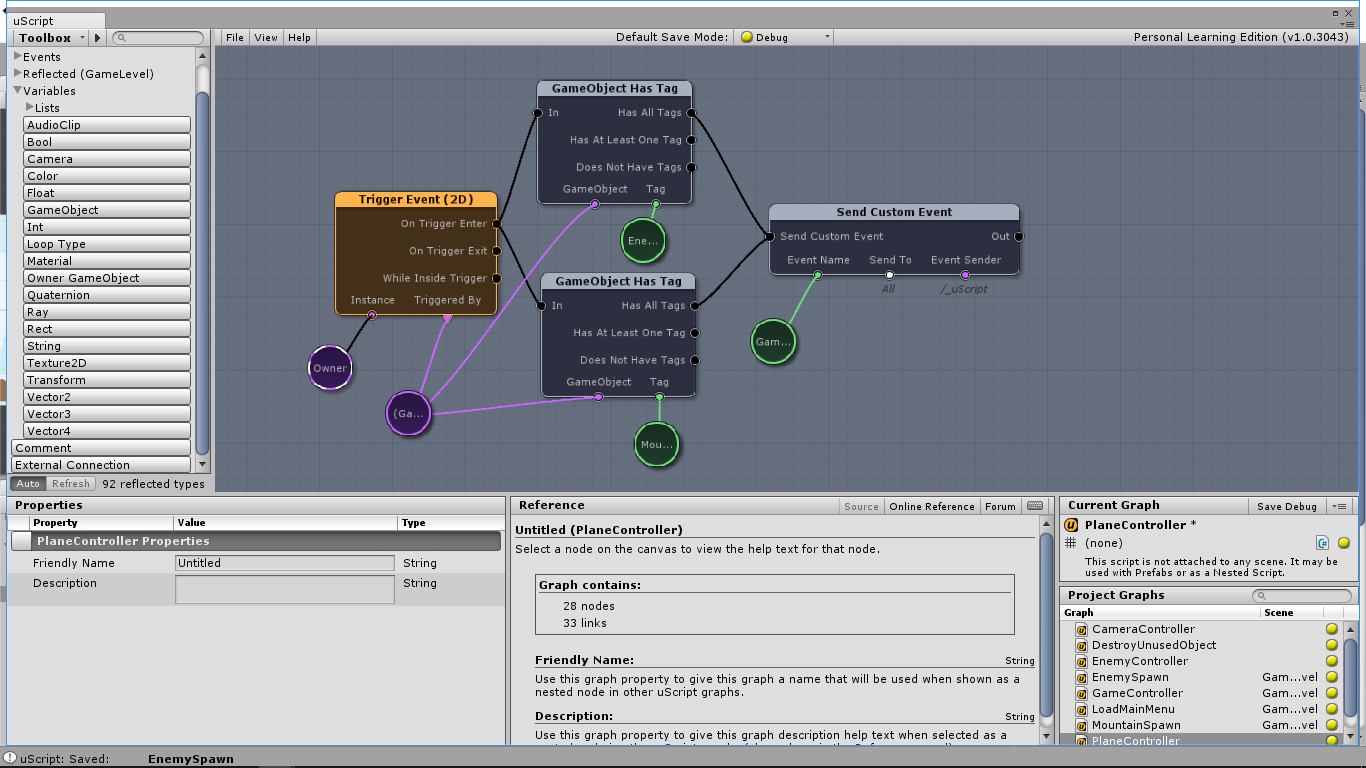 uScript
Toolbox
File View Help Default Save Mode: Debug Personal Learning Edition (v1.0.3043)
Events
Reflected (GameLevel)
Variables
Lists
AudioClip
Bool
Camera
Color
Float
GameObject
Int
Loop Type
Material
Owner GameObject
Quaternion
Ray
Rect
String
Texture2D
Transform
Vector2
Vector3
Vector4
Comment
External Connection
Auto Refresh 92 reflected types
GameObject Has Tag
In Has All Tags
Has At Least One Tag
Does Not Have Tags
GameObject Tag
Ene...
Trigger Event (2D)
On Trigger Enter
On Trigger Exit
While Inside Trigger
Instance Triggered By
Owner
(Ga...
GameObject Has Tag
In Has All Tags
Has At Least One Tag
Does Not Have Tags
GameObject Tag
Mou...
Send Custom Event
Send Custom Event Out
Event Name Send To Event Sender
All /_uScript
Gam...
Properties
Property Value Type
PlaneController Properties
Friendly Name Untitled String
Description String
Reference Source Online Reference Forum
Untitled (PlaneController)
Select a node on the canvas to view the help text for that node.
Graph contains:
28 nodes
33 links
Friendly Name: String
Use this graph property to give this graph a name that will be used when shown as a
nested node in other uScript graphs.
Description: String
Use this graph property to give this graph description help text when selected as a
Current Graph Save Debug
PlaneController *
(none)
This script is not attached to any scene. It may be
used with Prefabs or as a Nested Script.
Project Graphs
Graph Scene
CameraController
DestroyUnusedObject
EnemyController
EnemySpawn Gam...vel
GameController Gam...vel
LoadMainMenu Gam...vel
MountainSpawn Gam...vel
PlaneController
uScript: Saved: EnemySpawn